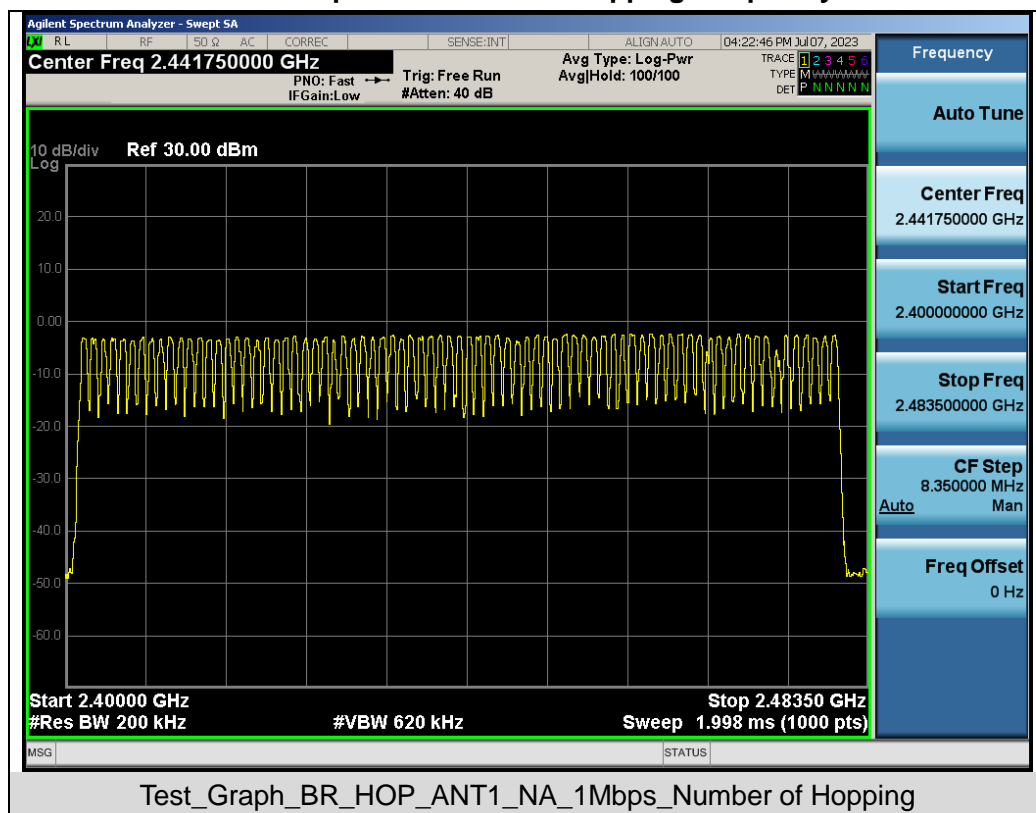 Agilent Spectrum Analyzer - Swept SA
LXI RL RF 50 Ω AC CORREC SENSE:INT ALIGN AUTO 04:22:46 PM Jul 07, 2023
Center Freq 2.441750000 GHz
PNO: Fast
IFGain:Low
Trig: Free Run
#Atten: 40 dB
Avg Type: Log-Pwr
Avg|Hold: 100/100
TRACE 1 2 3 4 5 6
TYPE M
DET P N N N N N
10 dB/div Ref 30.00 dBm
Log
20.0
10.0
0.00
-10.0
-20.0
-30.0
-40.0
-50.0
-60.0
Start 2.40000 GHz Stop 2.48350 GHz
#Res BW 200 kHz #VBW 620 kHz Sweep 1.998 ms (1000 pts)
MSG STATUS
Frequency
Auto Tune
Center Freq
2.441750000 GHz
Start Freq
2.400000000 GHz
Stop Freq
2.483500000 GHz
CF Step
8.350000 MHz
Auto Man
Freq Offset
0 Hz
Test_Graph_BR_HOP_ANT1_NA_1Mbps_Number of Hopping